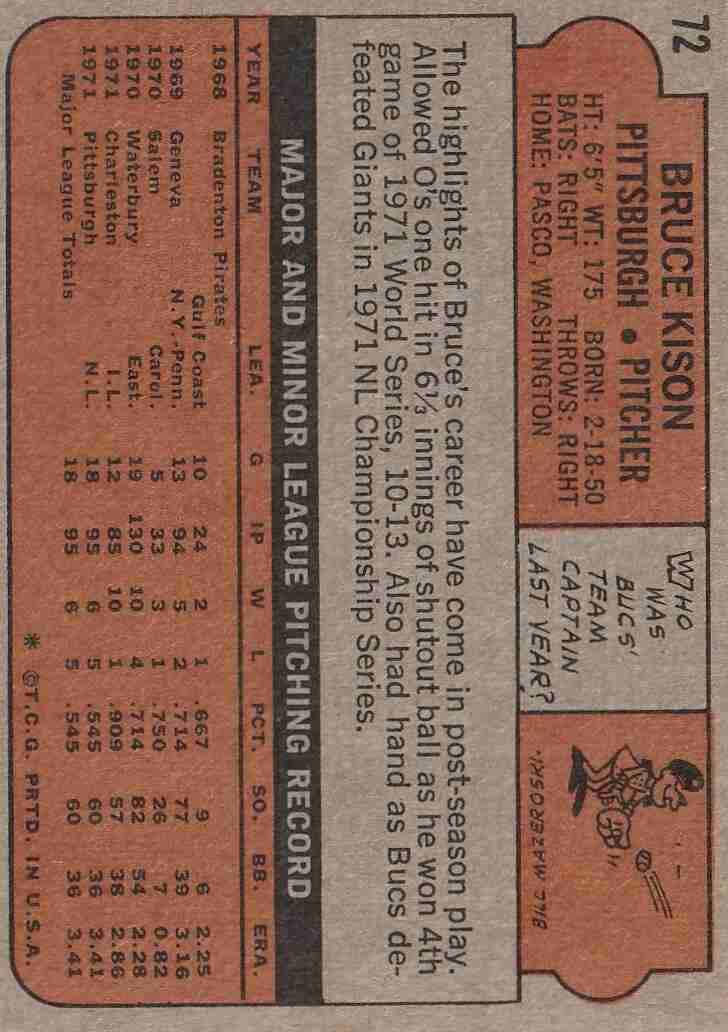 72
BRUCE KISON
PITTSBURGH • PITCHER
HT: 6'5" WT: 175 BORN: 2-18-50
BATS: RIGHT THROWS: RIGHT
HOME: PASCO, WASHINGTON
WHO
WAS
BUCS'
TEAM
CAPTAIN
LAST YEAR?
BILL MAZEROSKI.
The highlights of Bruce's career have come in post-season play.
Allowed O's one hit in 6⅓ innings of shutout ball as he won 4th
game of 1971 World Series, 10-13. Also had hand as Bucs de-
feated Giants in 1971 NL Championship Series.
MAJOR AND MINOR LEAGUE PITCHING RECORD
YEAR TEAM LEA. G IP W L PCT. SO. BB. ERA.
1968 Bradenton Pirates
Gulf Coast 10 24 2 1 .667 9 6 2.25
1969 Geneva N.Y.-Penn. 13 94 5 2 .714 77 39 3.16
1970 Salem Carol. 5 33 3 1 .750 26 7 0.82
1970 Waterbury East. 19 130 10 4 .714 82 54 2.28
1971 Charleston I.L. 12 85 10 1 .909 57 38 2.86
1971 Pittsburgh N.L. 18 95 6 5 .545 60 36 3.41
Major League Totals 18 95 6 5 .545 60 36 3.41
* ©T.C.G. PRTD. IN U.S.A.